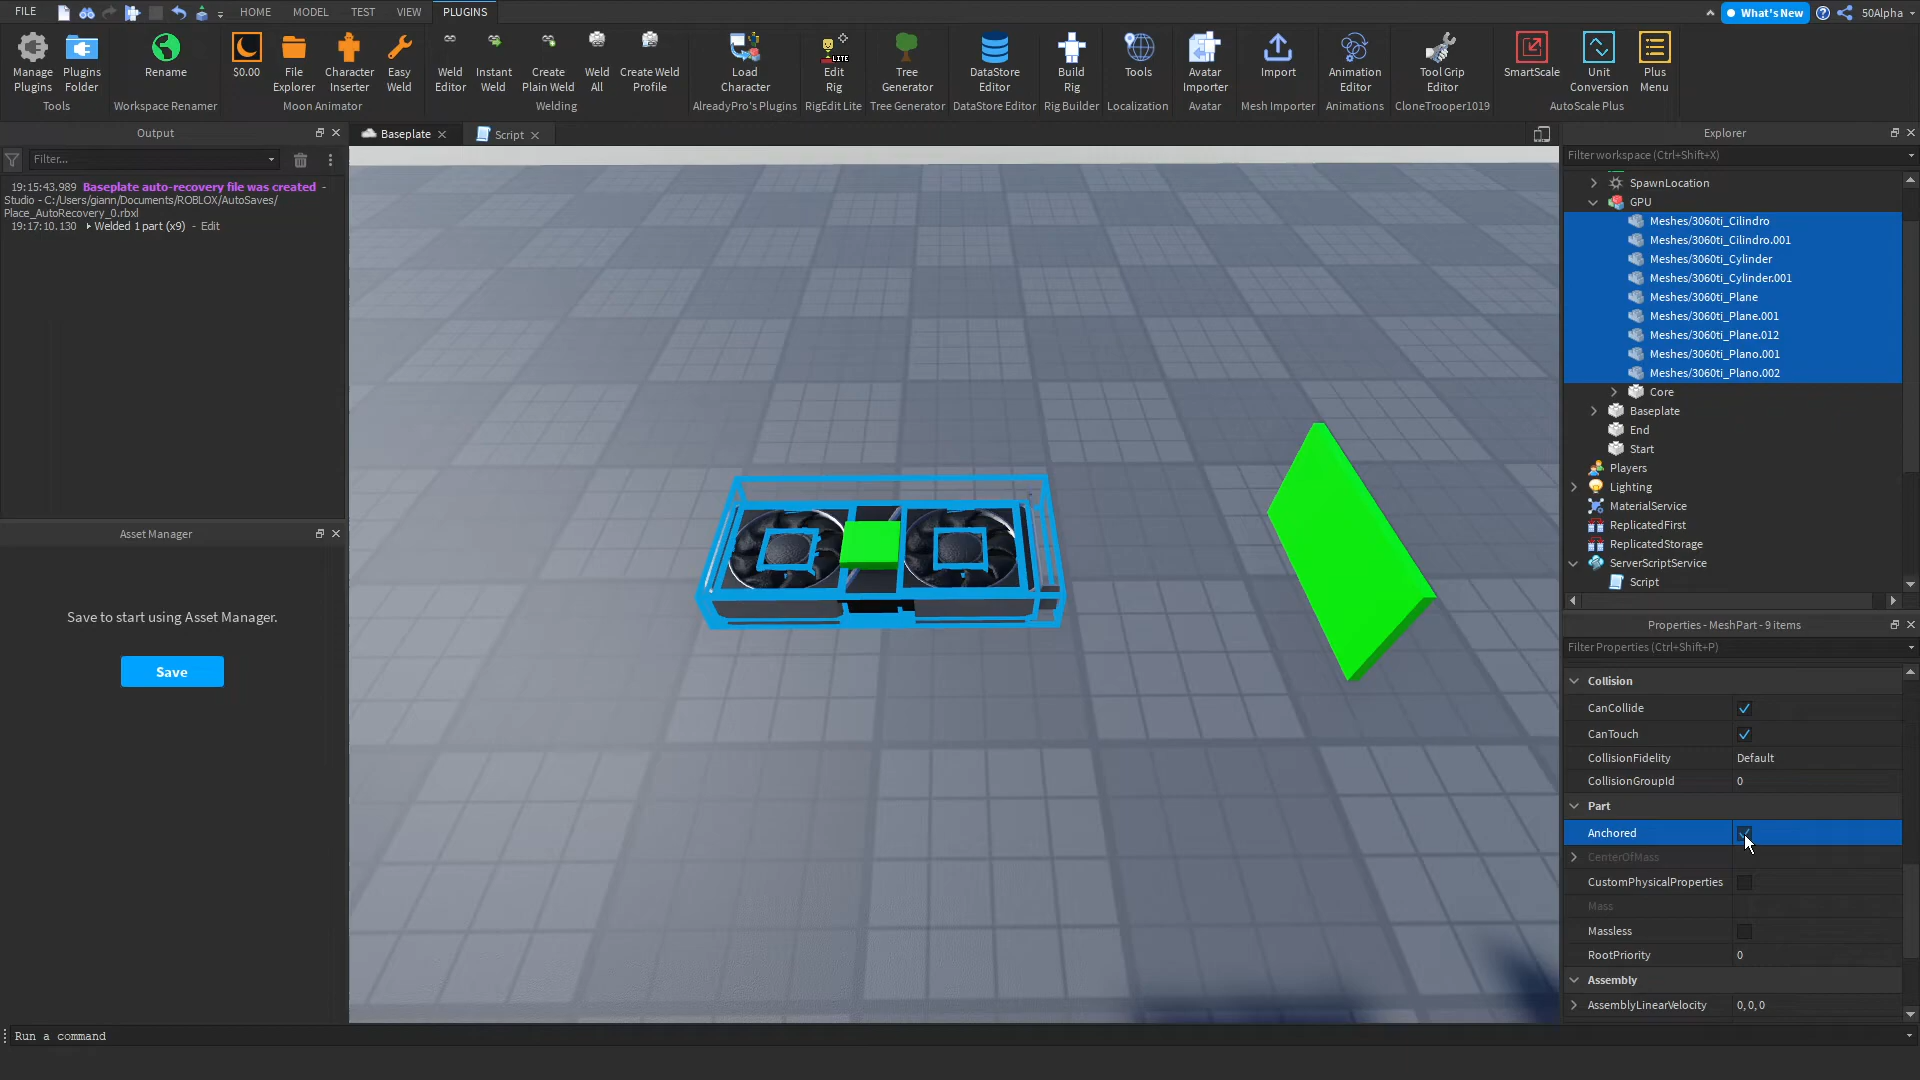 FILE
HOME
MODEL
TEST
VIEW
PLUGINS
What's New
50Alpha
Manage Plugins
Plugins Folder
Tools
Rename
Workspace Renamer
$0.00
File Explorer
Character Inserter
Easy Weld
Moon Animator
Weld Editor
Instant Weld
Create Plain Weld
Weld All
Create Weld Profile
Welding
Load Character
AlreadyPro's Plugins
LITE
Edit Rig
RigEdit Lite
Tree Generator
Tree Generator
DataStore Editor
DataStore Editor
Build Rig
Rig Builder
Tools
Localization
Avatar Importer
Avatar
Import
Mesh Importer
Animation Editor
Animations
Tool Grip Editor
CloneTrooper1019
SmartScale
Unit Conversion
Plus Menu
AutoScale Plus
Output
Filter...
19:15:43.989 Baseplate auto-recovery file was created -
Studio - C:/Users/giann/Documents/ROBLOX/AutoSaves/
Place_AutoRecovery_0.rbxl
19:17:10.130 Welded 1 part (x9) - Edit
Asset Manager
Save to start using Asset Manager.
Save
Baseplate
Script
Explorer
Filter workspace (Ctrl+Shift+X)
SpawnLocation
GPU
Meshes/3060ti_Cilindro
Meshes/3060ti_Cilindro.001
Meshes/3060ti_Cylinder
Meshes/3060ti_Cylinder.001
Meshes/3060ti_Plane
Meshes/3060ti_Plane.001
Meshes/3060ti_Plane.012
Meshes/3060ti_Plano.001
Meshes/3060ti_Plano.002
Core
Baseplate
End
Start
Players
Lighting
MaterialService
ReplicatedFirst
ReplicatedStorage
ServerScriptService
Script
Properties - MeshPart - 9 items
Filter Properties (Ctrl+Shift+P)
Collision
CanCollide
CanTouch
CollisionFidelity Default
CollisionGroupId 0
Part
Anchored
CenterOfMass
CustomPhysicalProperties
Mass
Massless
RootPriority 0
Assembly
AssemblyLinearVelocity 0, 0, 0
Run a command